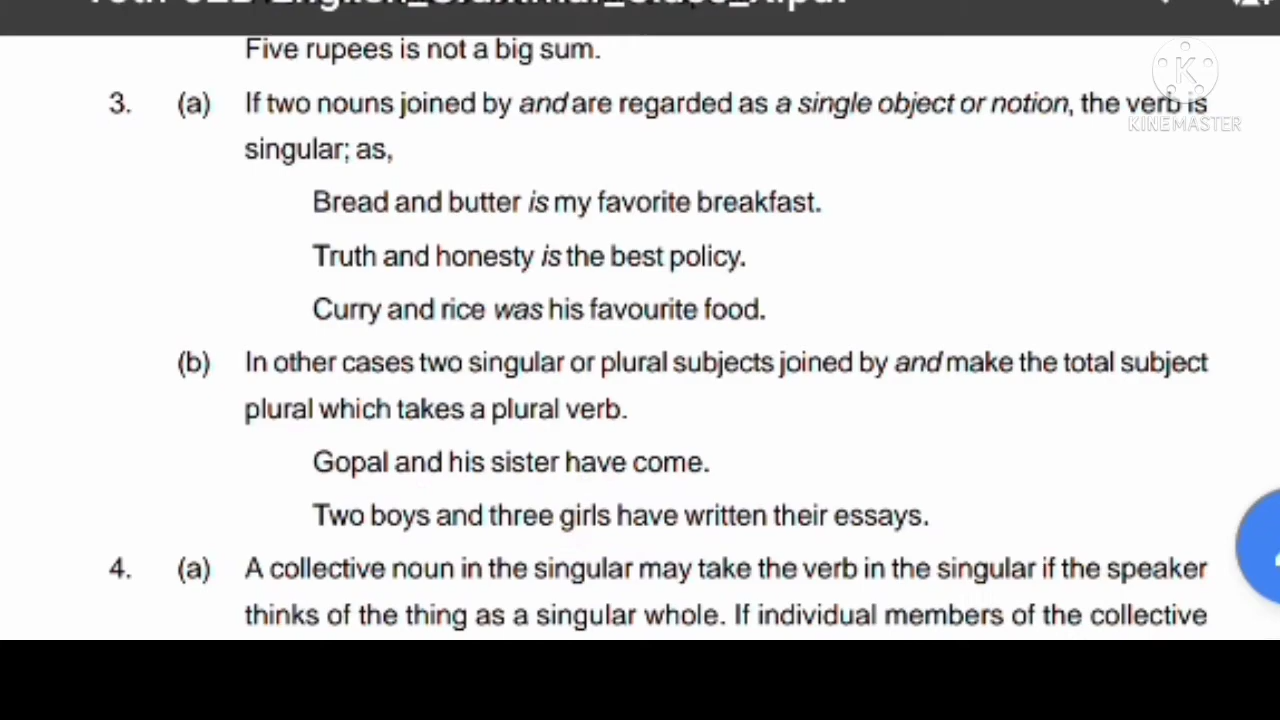 Five rupees is not a big sum.
3. (a) If two nouns joined by and are regarded as a single object or notion, the verb is
singular; as,
Bread and butter is my favorite breakfast.
Truth and honesty is the best policy.
Curry and rice was his favourite food.
(b) In other cases two singular or plural subjects joined by and make the total subject
plural which takes a plural verb.
Gopal and his sister have come.
Two boys and three girls have written their essays.
4. (a) A collective noun in the singular may take the verb in the singular if the speaker
thinks of the thing as a singular whole. If individual members of the collective
K
KINEMASTER